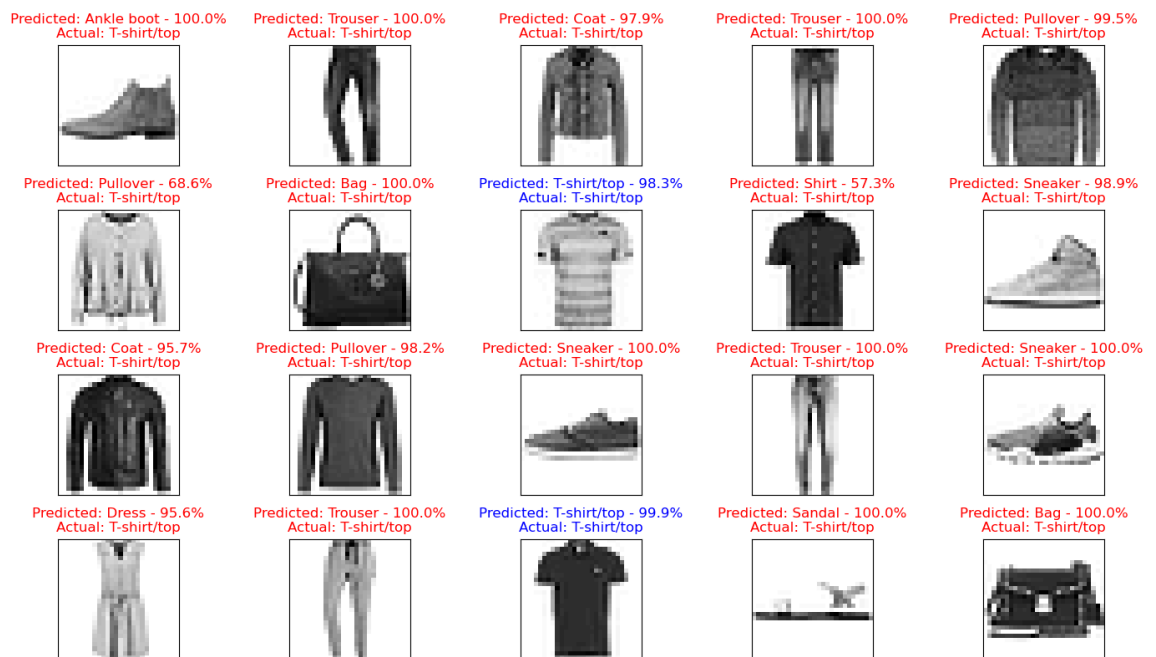 Predicted: Ankle boot - 100.0%
Actual: T-shirt/top
Predicted: Trouser - 100.0%
Actual: T-shirt/top
Predicted: Coat - 97.9%
Actual: T-shirt/top
Predicted: Trouser - 100.0%
Actual: T-shirt/top
Predicted: Pullover - 99.5%
Actual: T-shirt/top
Predicted: Pullover - 68.6%
Actual: T-shirt/top
Predicted: Bag - 100.0%
Actual: T-shirt/top
Predicted: T-shirt/top - 98.3%
Actual: T-shirt/top
Predicted: Shirt - 57.3%
Actual: T-shirt/top
Predicted: Sneaker - 98.9%
Actual: T-shirt/top
Predicted: Coat - 95.7%
Actual: T-shirt/top
Predicted: Pullover - 98.2%
Actual: T-shirt/top
Predicted: Sneaker - 100.0%
Actual: T-shirt/top
Predicted: Trouser - 100.0%
Actual: T-shirt/top
Predicted: Sneaker - 100.0%
Actual: T-shirt/top
Predicted: Dress - 95.6%
Actual: T-shirt/top
Predicted: Trouser - 100.0%
Actual: T-shirt/top
Predicted: T-shirt/top - 99.9%
Actual: T-shirt/top
Predicted: Sandal - 100.0%
Actual: T-shirt/top
Predicted: Bag - 100.0%
Actual: T-shirt/top